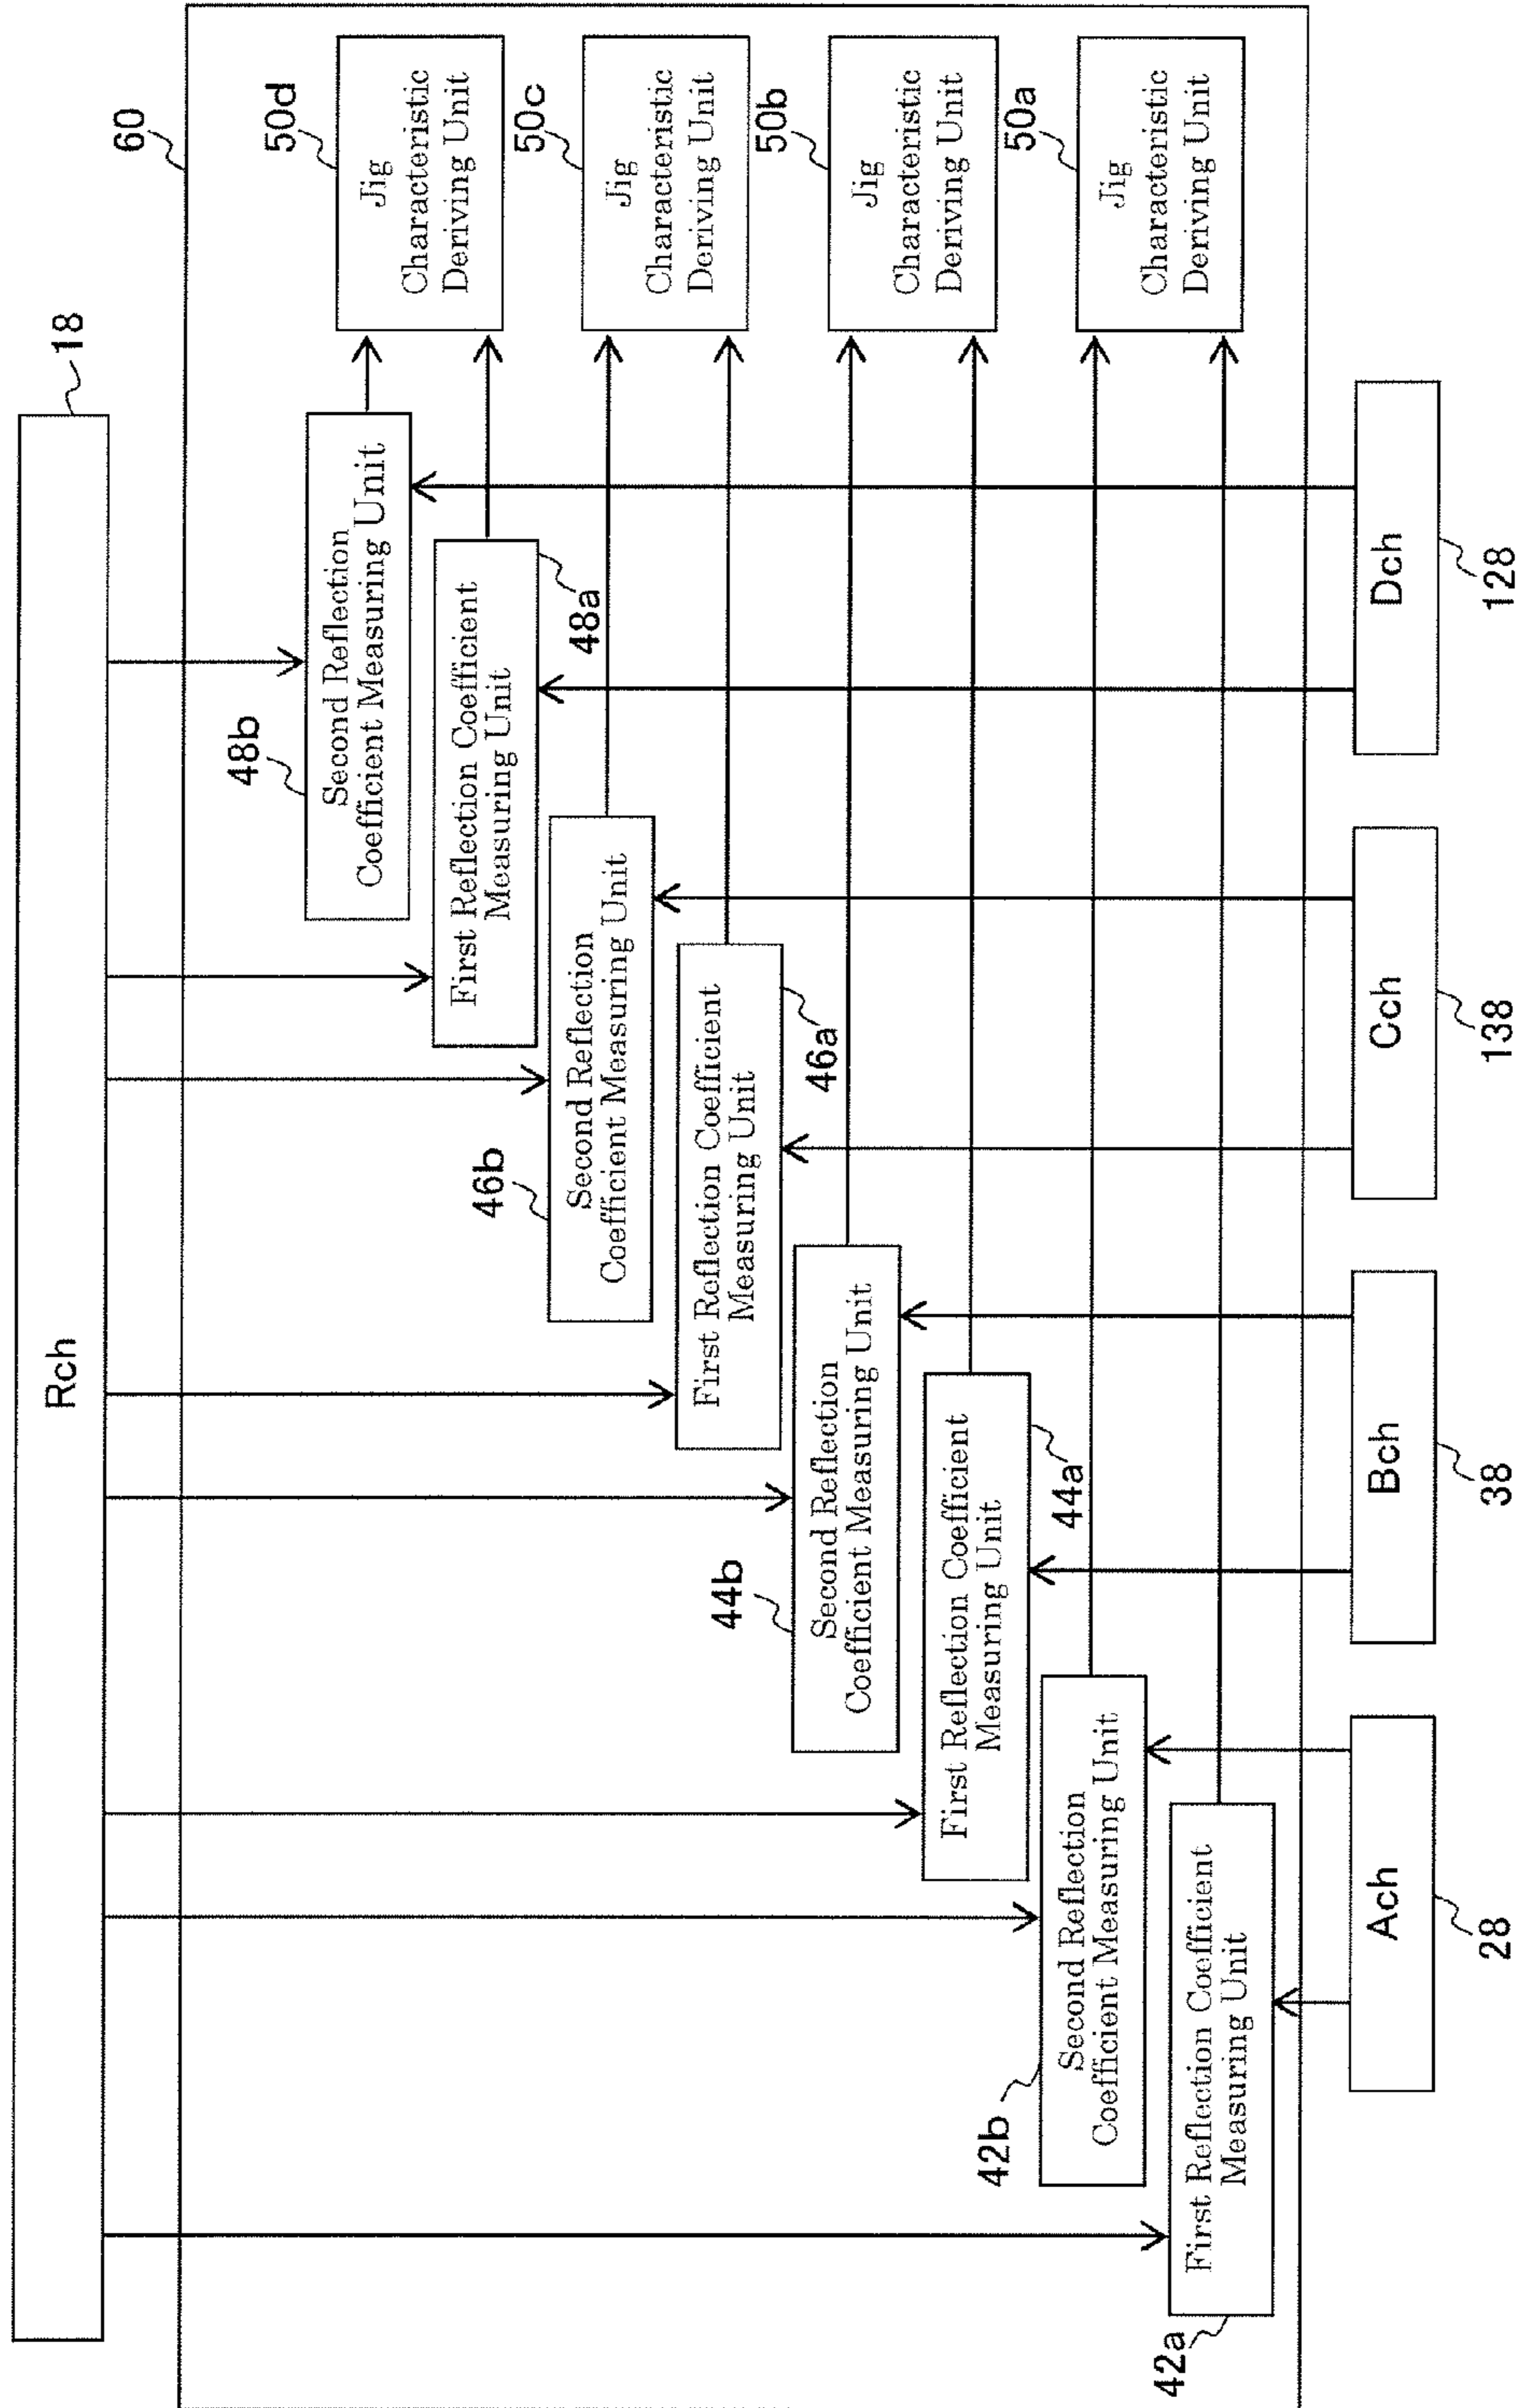 Rch
18
60
48b
Second Reflection
Coefficient Measuring Unit
50d
Jig
Characteristic
Deriving Unit
First Reflection Coefficient
Measuring Unit
48a
50c
Jig
Characteristic
Deriving Unit
46b
Second Reflection
Coefficient Measuring Unit
First Reflection Coefficient
Measuring Unit
46a
50b
Jig
Characteristic
Deriving Unit
44b
Second Reflection
Coefficient Measuring Unit
First Reflection Coefficient
Measuring Unit
44a
50a
Jig
Characteristic
Deriving Unit
42b
Second Reflection
Coefficient Measuring Unit
42a
First Reflection Coefficient
Measuring Unit
Ach
28
Bch
38
Cch
138
Dch
128